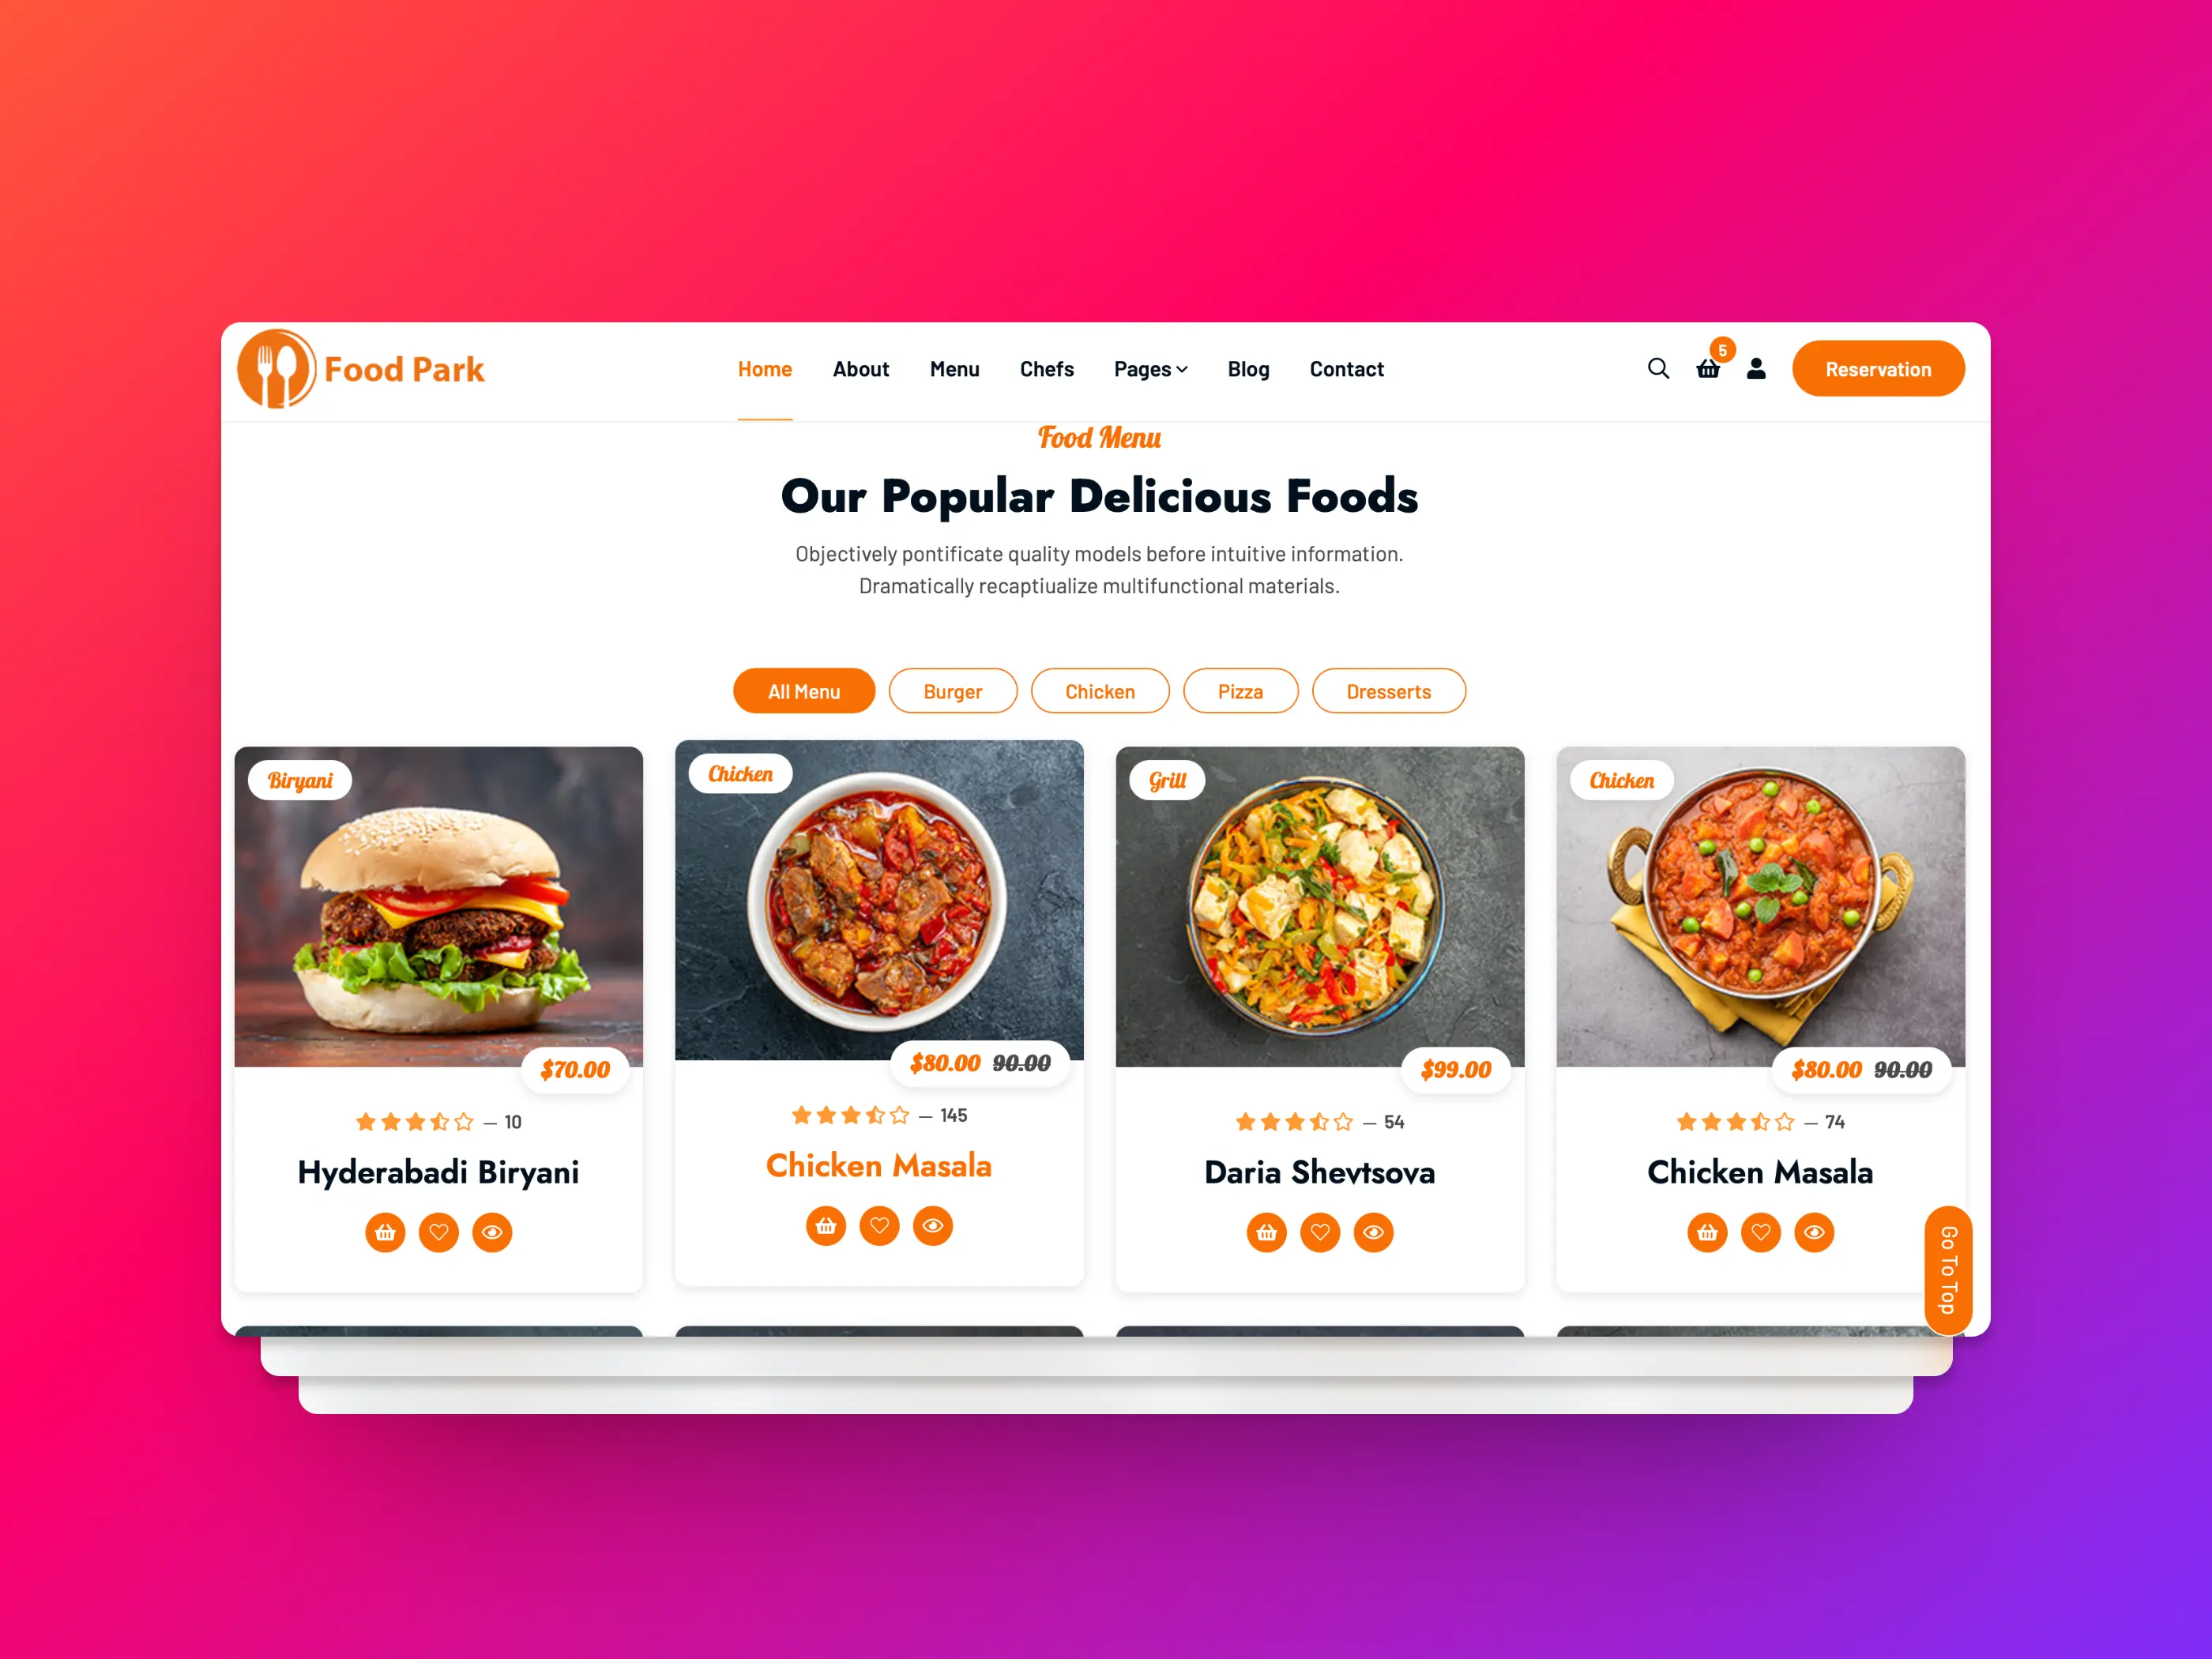 Food Park
Home About Menu Chefs Pages Blog Contact
5
Reservation
Food Menu
Our Popular Delicious Foods
Objectively pontificate quality models before intuitive information.
Dramatically recaptiualize multifunctional materials.
All Menu Burger Chicken Pizza Dresserts
Biryani
$70.00
— 10
Hyderabadi Biryani
Chicken
$80.00 90.00
— 145
Chicken Masala
Grill
$99.00
— 54
Daria Shevtsova
Chicken
$80.00 90.00
— 74
Chicken Masala
Go To Top